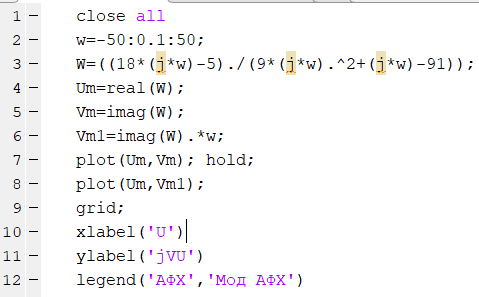 1 - close all
2 - w=-50:0.1:50;
3 - W=((18*(j*w)-5)./(9*(j*w).^2+(j*w)-91));
4 - Um=real(W);
5 - Vm=imag(W);
6 - Vm1=imag(W).*w;
7 - plot(Um,Vm); hold;
8 - plot(Um,Vm1);
9 - grid;
10 - xlabel('U')
11 - ylabel('jVU')
12 - legend('АФХ','Мод АФХ')